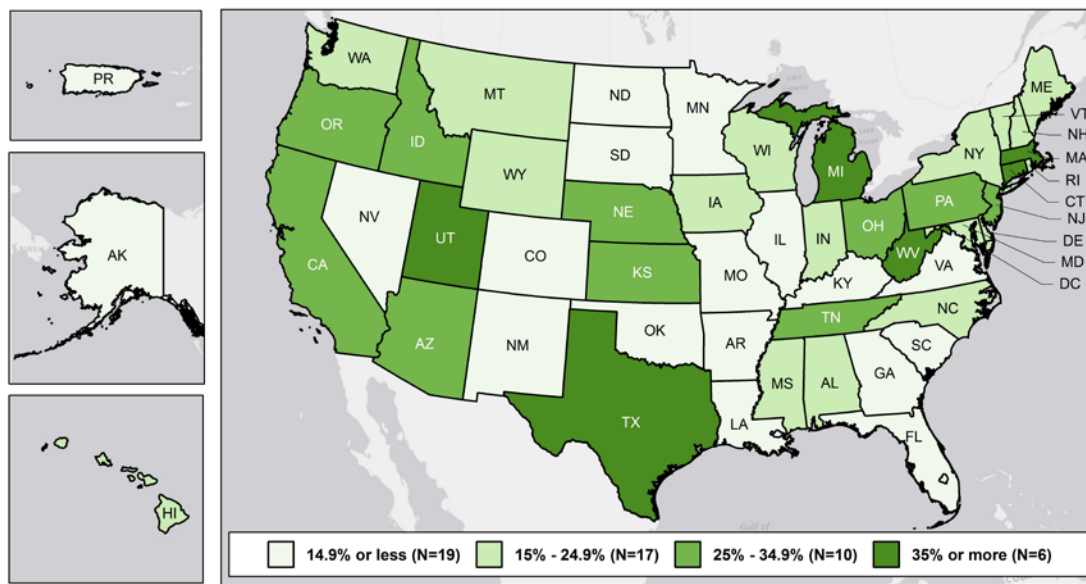 PR
AK
HI
WA
MT
ND
MN
OR
ID
SD
WI
MI
WY
NY
ME
VT
NH
MA
RI
CT
NJ
DE
MD
DC
NE
IA
PA
OH
IN
IL
NV
UT
CO
KS
MO
WV
VA
KY
CA
AZ
NM
OK
AR
TN
NC
SC
MS
AL
GA
TX
LA
FL
Gulf of
14.9% or less (N=19) 15% - 24.9% (N=17) 25% - 34.9% (N=10) 35% or more (N=6)